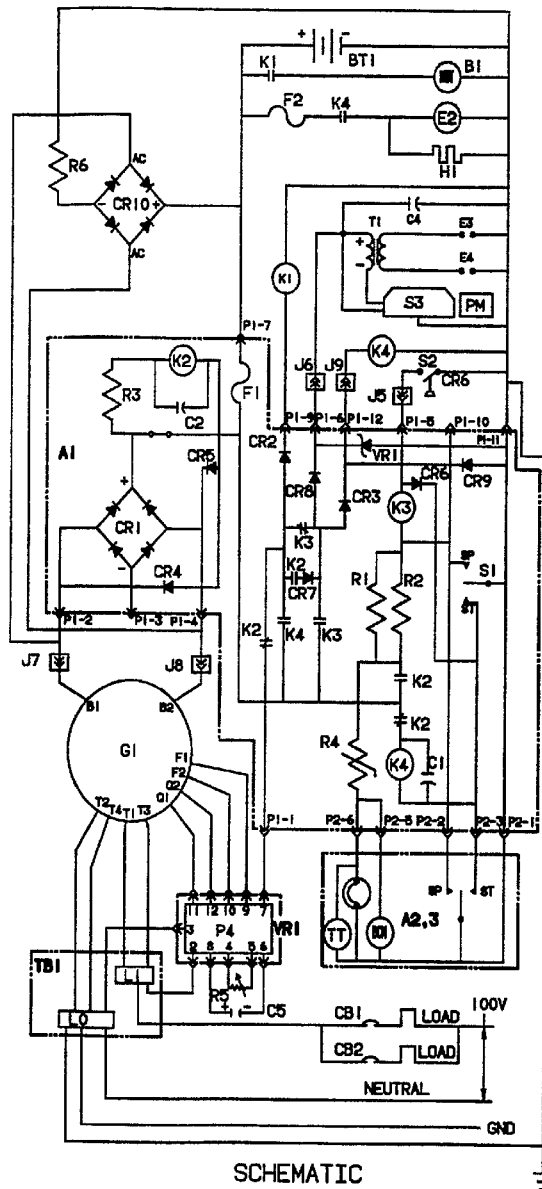 + -
BT1
K1
B1
F2
K4
E2
H1
R6
AC
- CR10 +
AC
C4
T1
E3
+
-
E4
K1
S3
PM
P1-7
K4
J6
J9
S2
J5
CR6
K2
R3
C2
F1
P1-9
P1-6
P1-12
P1-5
P1-10
P1-11
A1
CR5
CR2
VR1
CR8
CR3
CR6
CR9
+
CR1
-
K3
K3
SP
S1
ST
CR4
K2
CR7
R1
R2
P1-2
P1-3
P1-4
K2
K4
K3
J7
J8
K2
B1
B2
K2
G1
R4
K4
C1
F1
F2
Q2
Q1
T2
T4
T1
T3
P1-1
P2-6
P2-5
P2-2
P2-3
P2-1
11 12 10 9 7
3 P4
VR1
2 8 4 5 6
SP
ST
A2,3
TT
TB1
L1
R5
+ -
C5
L0
CB1
LOAD
100V
CB2
LOAD
NEUTRAL
GND
SCHEMATIC